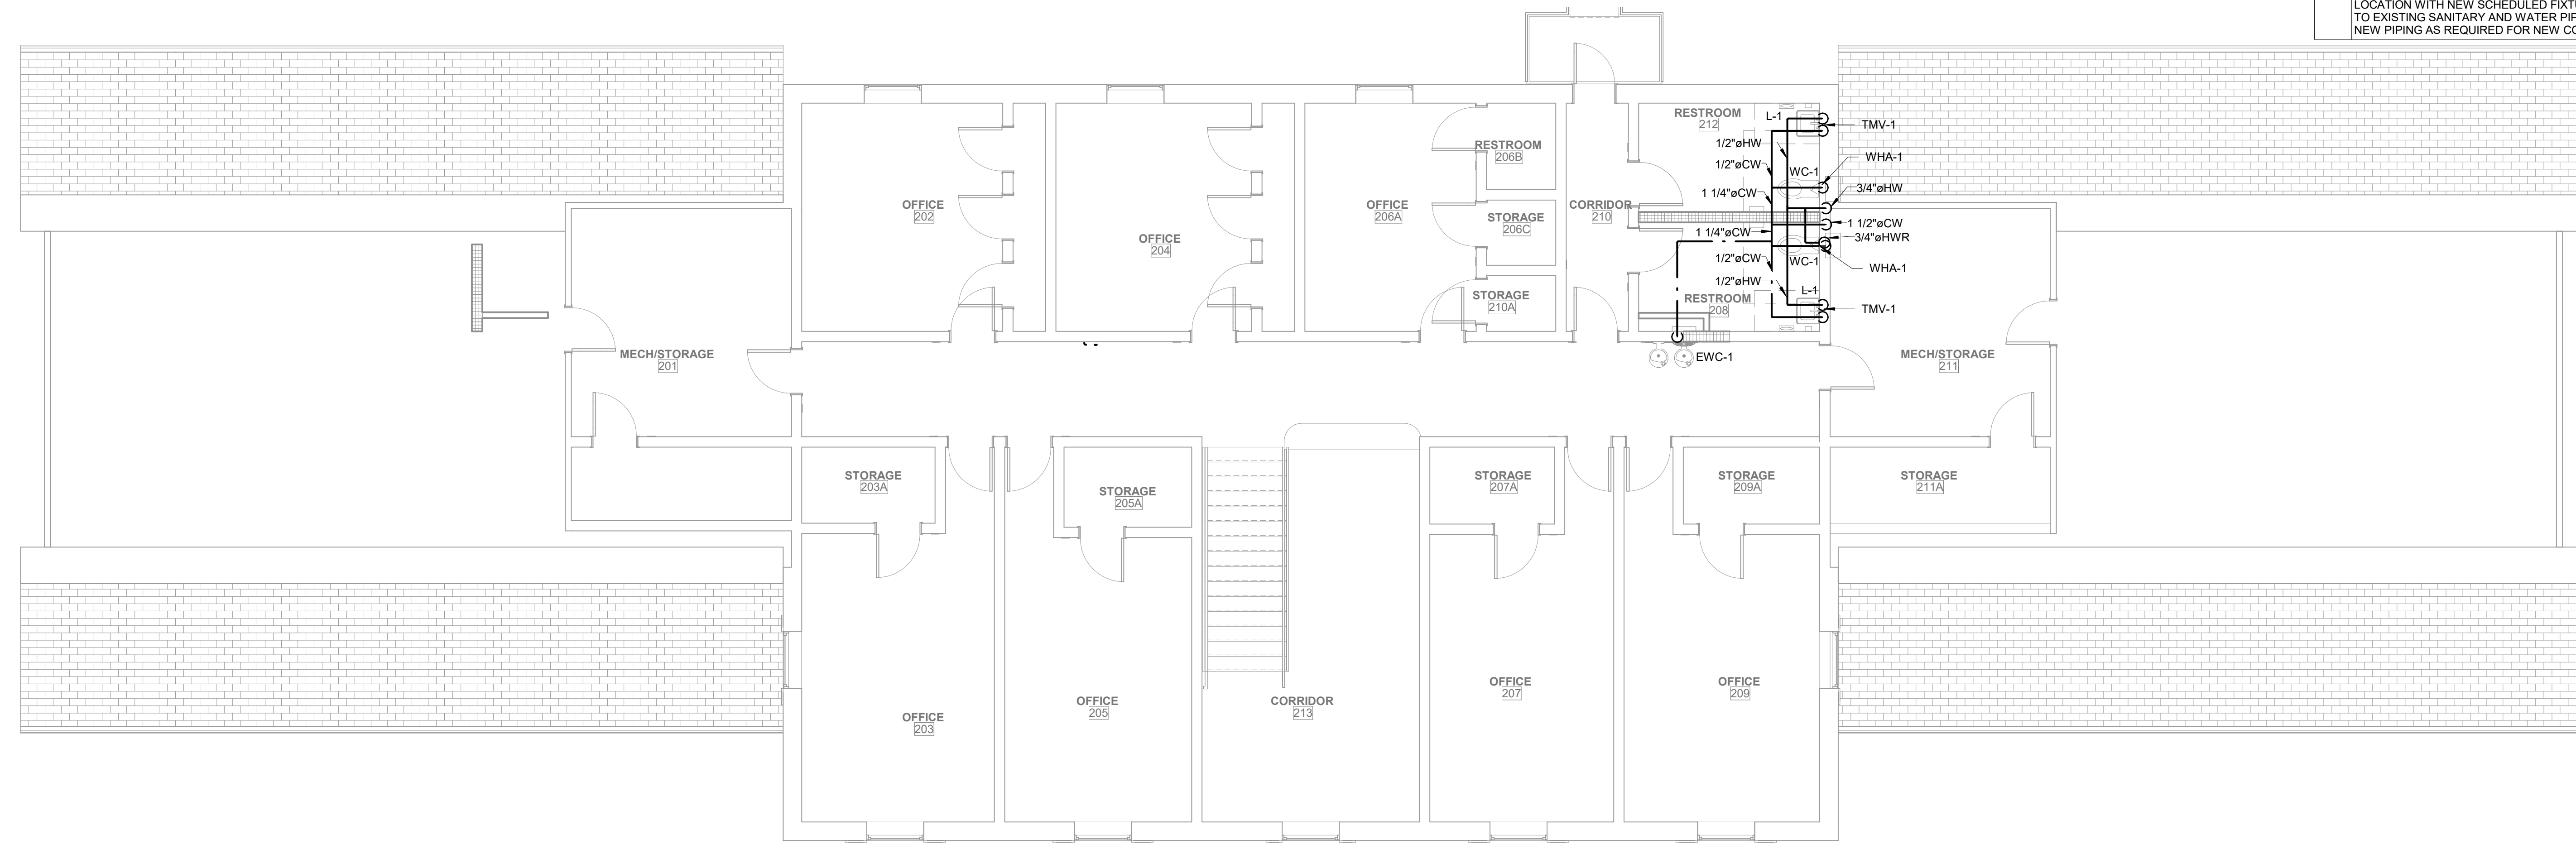 LOCATION WITH NEW SCHEDULED
TO EXISTING SANITARY AND WATER
NEW PIPING AS REQUIRED FOR NEW
RESTROOM
212
L-1
TMV-1
1/2"øHW
WHA-1
1/2"øCW
WC-1
3/4"øHW
1 1/4"øCW
1 1/2"øCW
1 1/4"øCW
3/4"øHWR
1/2"øCW
WC-1
WHA-1
1/2"øHW
L-1
RESTROOM
208
TMV-1
EWC-1
RESTROOM
206B
OFFICE
202
OFFICE
204
OFFICE
206A
STORAGE
206C
CORRIDOR
210
STORAGE
210A
MECH/STORAGE
201
MECH/STORAGE
211
STORAGE
203A
STORAGE
205A
STORAGE
207A
STORAGE
209A
STORAGE
211A
OFFICE
203
OFFICE
205
CORRIDOR
213
OFFICE
207
OFFICE
209